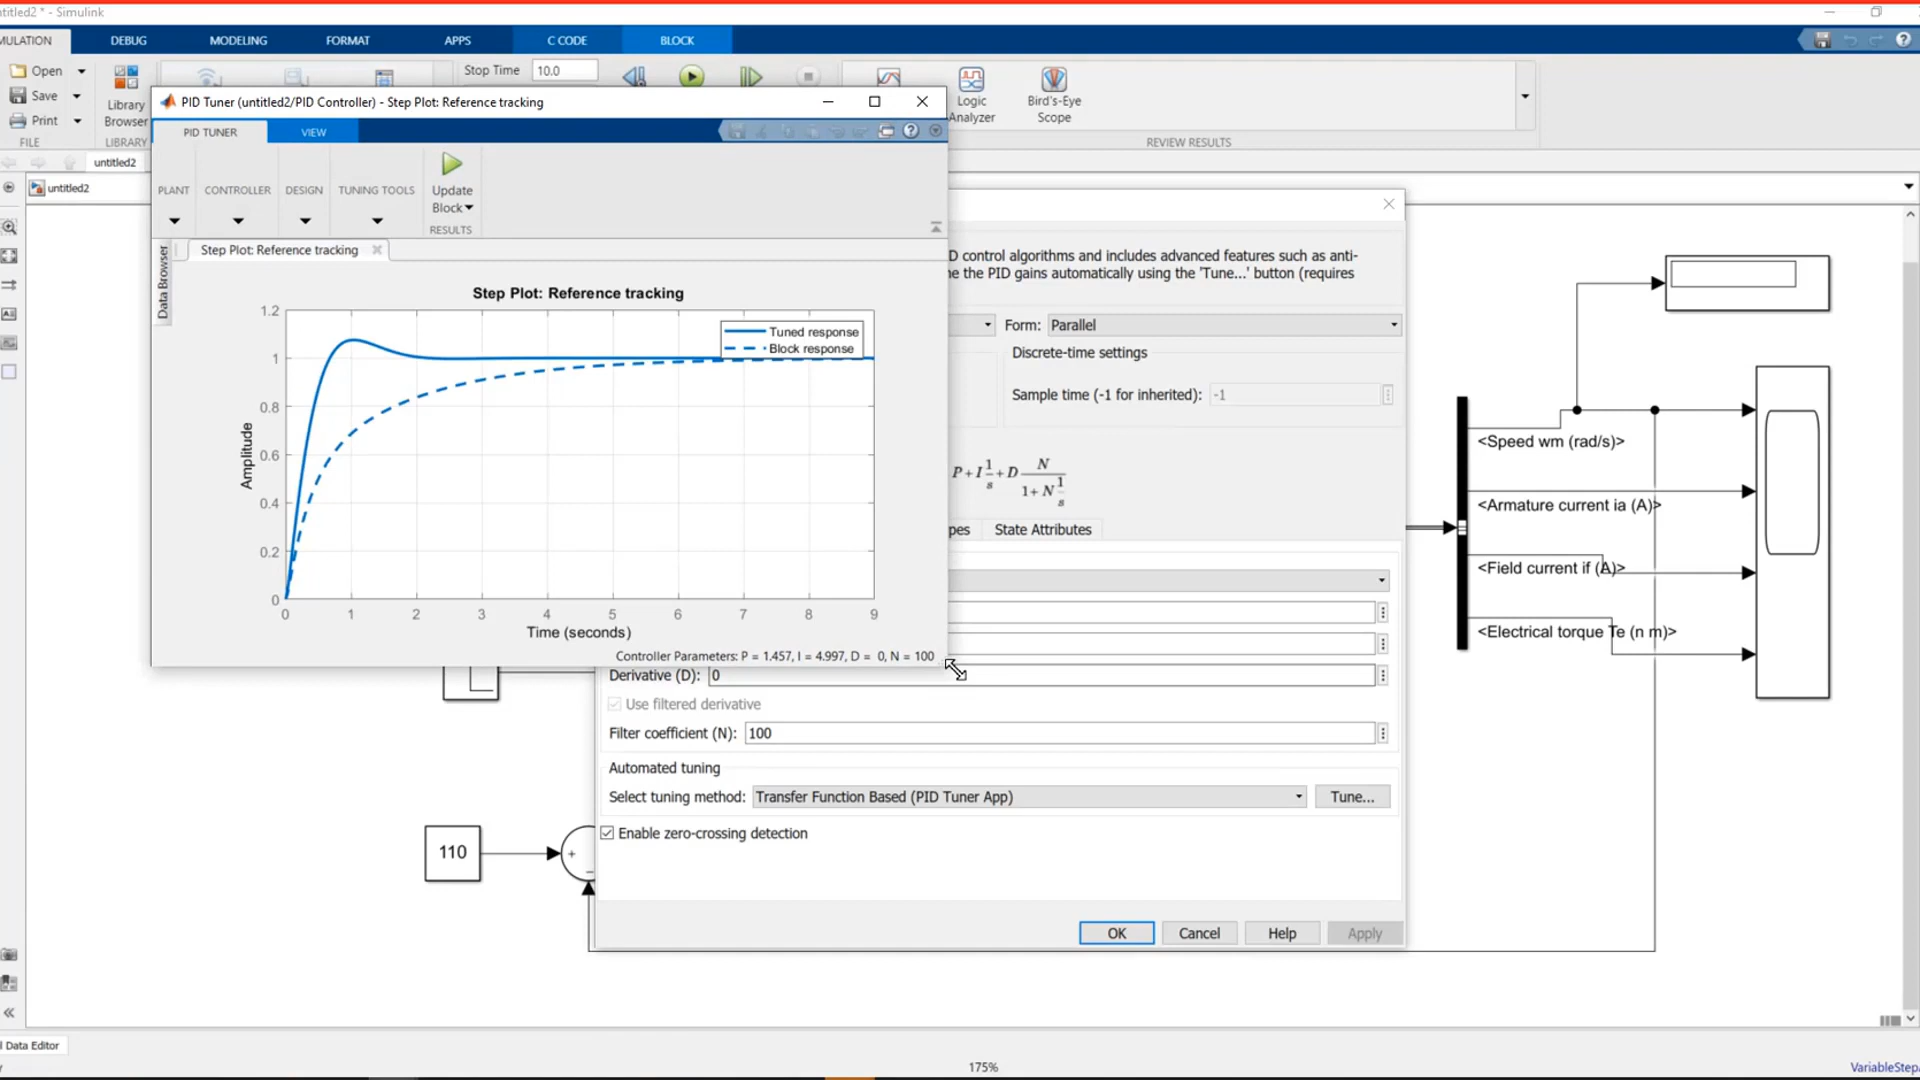 ntitled2 * - Simulink
MULATION
DEBUG
MODELING
FORMAT
APPS
C CODE
BLOCK
Open
Save
Print
FILE
Library
Browser
LIBRARY
Stop Time
10.0
Logic
Analyzer
Bird's-Eye
Scope
REVIEW RESULTS
untitled2
untitled2
PID Tuner (untitled2/PID Controller) - Step Plot: Reference tracking
PID TUNER
VIEW
PLANT
CONTROLLER
DESIGN
TUNING TOOLS
Update
Block
RESULTS
Data Browser
Step Plot: Reference tracking
Step Plot: Reference tracking
Tuned response
Block response
Amplitude
1.2
1
0.8
0.6
0.4
0.2
0
0 1 2 3 4 5 6 7 8 9
Time (seconds)
Controller Parameters: P = 1.457, I = 4.997, D = 0, N = 100
D control algorithms and includes advanced features such as anti-
ne the PID gains automatically using the 'Tune...' button (requires
Form: Parallel
Discrete-time settings
Sample time (-1 for inherited): -1
P + I 1/s + D N/(1 + N 1/s)
pes
State Attributes
Derivative (D): 0
Use filtered derivative
Filter coefficient (N): 100
Automated tuning
Select tuning method: Transfer Function Based (PID Tuner App)
Tune...
Enable zero-crossing detection
OK
Cancel
Help
Apply
110
+
−
<Speed wm (rad/s)>
<Armature current ia (A)>
<Field current if (A)>
<Electrical torque Te (n m)>
l Data Editor
175%
VariableStep